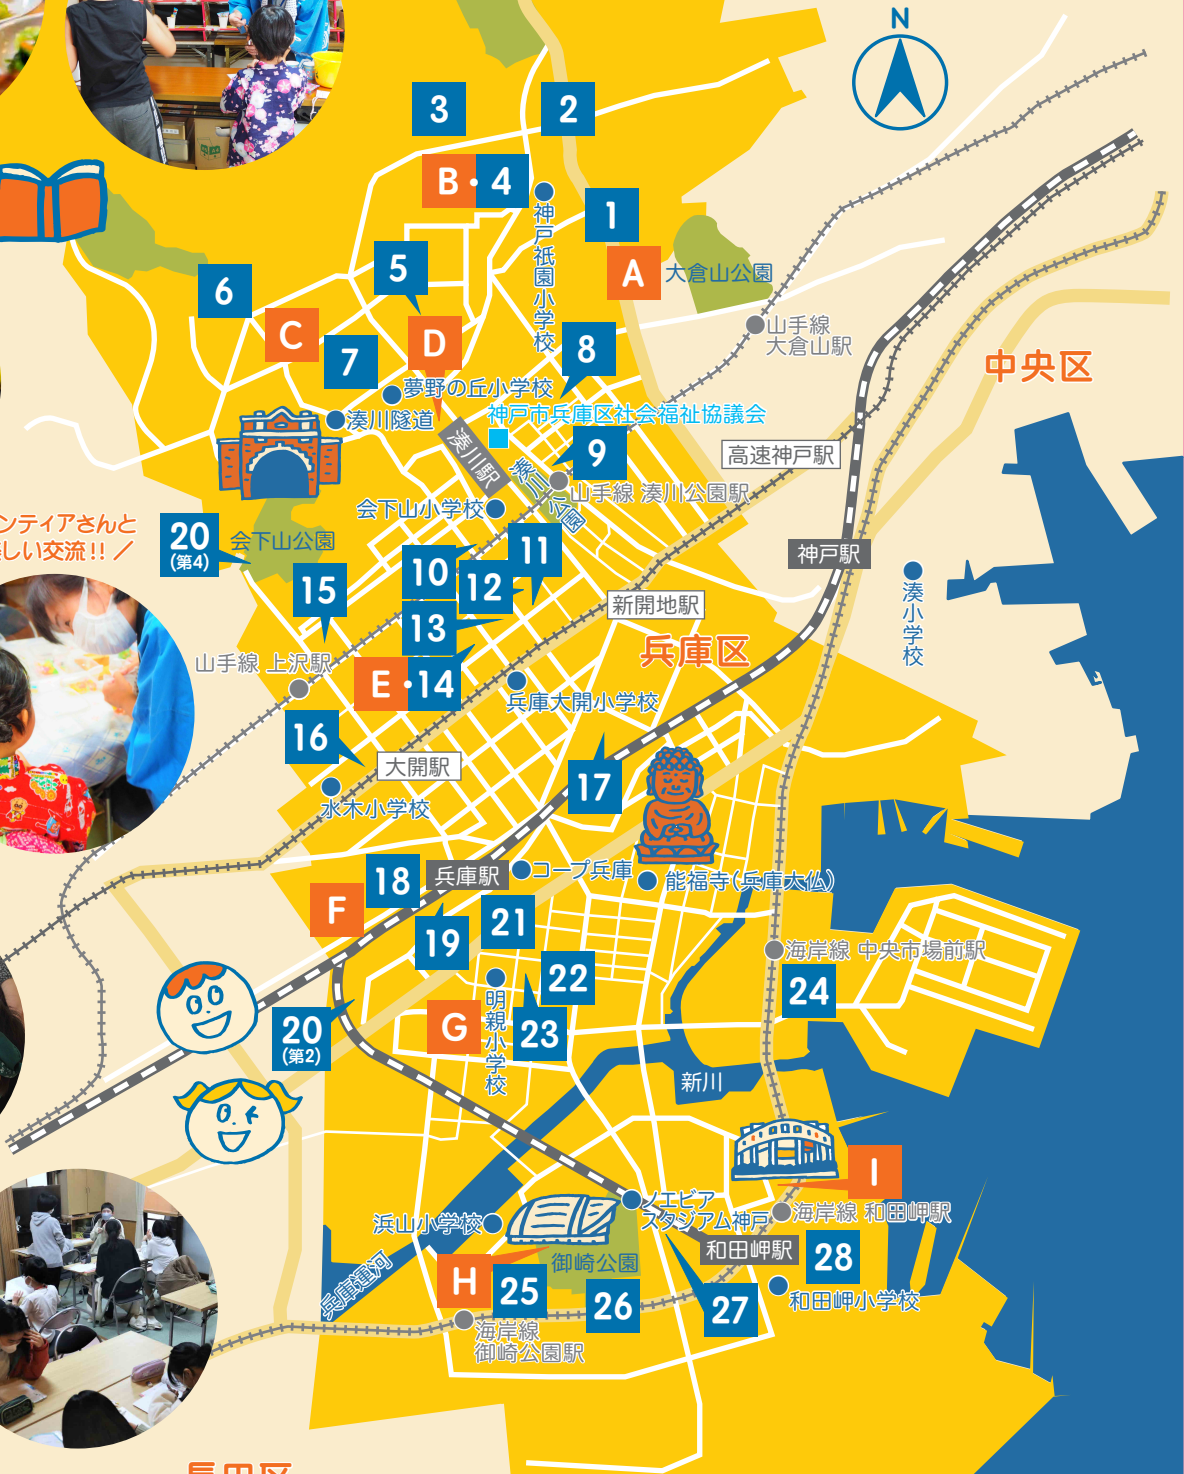 N
3
2
B・4
1
神戸祇園小学校
A
大倉山公園
5
6
C
D
7
8
山手線
大倉山駅
中央区
夢野の丘小学校
湊川隧道
神戸市兵庫区社会福祉協議会
湊川駅
9
高速神戸駅
湊川公園
山手線 湊川公園駅
会下山小学校
ンティアさんと
しい交流!!／
20
(第4)
会下山公園
11
10
12
神戸駅
湊小学校
15
13
新開地駅
兵庫区
山手線 上沢駅
E・14
兵庫大開小学校
16
大開駅
17
水木小学校
18
兵庫駅
コープ兵庫
能福寺(兵庫大仏)
F
19
21
海岸線 中央市場前駅
22
24
明親小学校
G
23
20
(第2)
新川
I
ノエビア
スタジアム神戸
浜山小学校
海岸線 和田岬駅
和田岬駅
28
御崎公園
H
25
兵庫運河
26
27
和田岬小学校
海岸線
御崎公園駅
長田区